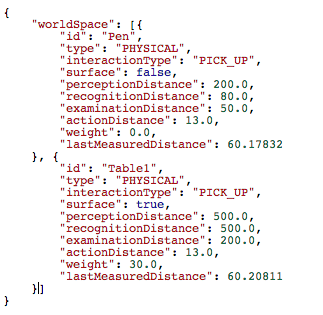 {
    "worldSpace": [{
        "id": "Pen",
        "type": "PHYSICAL",
        "interactionType": "PICK_UP",
        "surface": false,
        "perceptionDistance": 200.0,
        "recognitionDistance": 80.0,
        "examinationDistance": 50.0,
        "actionDistance": 13.0,
        "weight": 0.0,
        "lastMeasuredDistance": 60.17832
    }, {
        "id": "Table1",
        "type": "PHYSICAL",
        "interactionType": "PICK_UP",
        "surface": true,
        "perceptionDistance": 500.0,
        "recognitionDistance": 500.0,
        "examinationDistance": 200.0,
        "actionDistance": 13.0,
        "weight": 30.0,
        "lastMeasuredDistance": 60.20811
    }]
}